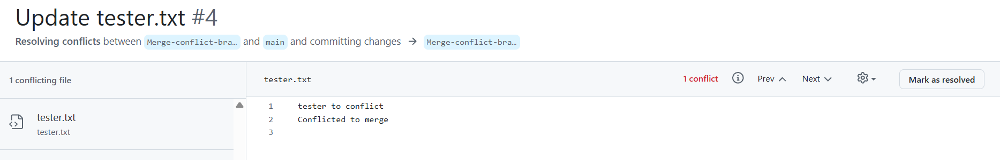 Update tester.txt #4
Resolving conflicts between Merge-conflict-bra… and main and committing changes → Merge-conflict-bra…
1 conflicting file
tester.txt
tester.txt
tester.txt
1 conflict
Prev
Next
Mark as resolved
1 tester to conflict
2 Conflicted to merge
3